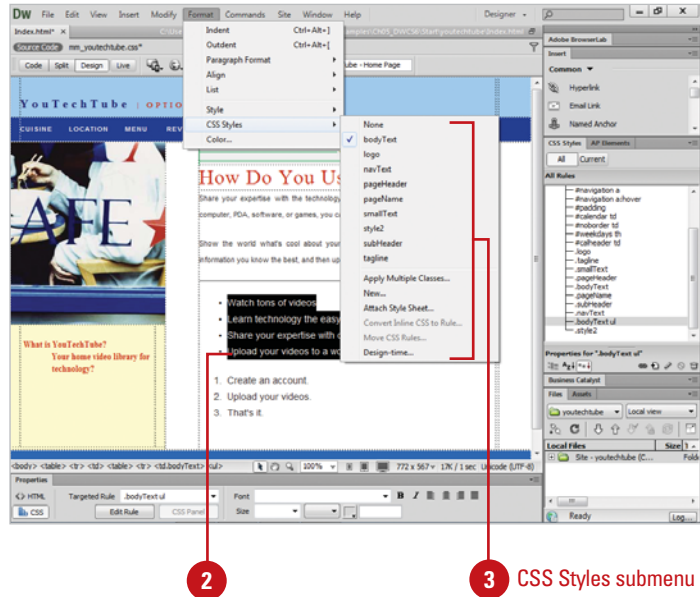 DW File Edit View Insert Modify Format Commands Site Window Help Designer
Index.html* ×
Source Code mm_youtechtube.css*
Code Split Design Live
ube - Home Page
Indent Ctrl+Alt+]
Outdent Ctrl+Alt+[
Paragraph Format
Align
List
Style
CSS Styles
Color...
None
bodyText
logo
navText
pageHeader
pageName
smallText
style2
subHeader
tagline
Apply Multiple Classes...
New...
Attach Style Sheet...
Convert Inline CSS to Rule...
Move CSS Rules...
Design-time...
YouTechTube | OPTIO
CUISINE LOCATION MENU REV
AFE
How Do You Us
Share your expertise with the technology
computer, PDA, software, or games, you c
Show the world what's cool about your
information you know the best, and then up
Watch tons of videos
Learn technology the easy
Share your expertise with o
Upload your videos to a wo
1. Create an account.
2. Upload your videos.
3. That's it.
What is YouTechTube?
Your home video library for
technology?
<body> <table> <tr> <td> <table> <tr> <td.bodyText> <ul>
100% 772 x 567 17K / 1 sec Unicode (UTF-8)
Properties
<> HTML Targeted Rule .bodyText ul Font B I
CSS Edit Rule CSS Panel Size
Adobe BrowserLab
Insert
Common
Hyperlink
Email Link
Named Anchor
CSS Styles AP Elements
All Current
All Rules
#navigation a
#navigation a:hover
#padding
#calendar td
#noborder td
#weekdays th
#calheader td
.logo
.tagline
.smallText
.pageHeader
.bodyText
.pageName
.subHeader
.navText
.bodyText ul
.style2
Properties for ".bodyText ul"
Business Catalyst
Files Assets
youtechtube Local view
Local Files Size
Site - youtechtube (C... Fold
Ready Log...
2
3 CSS Styles submenu